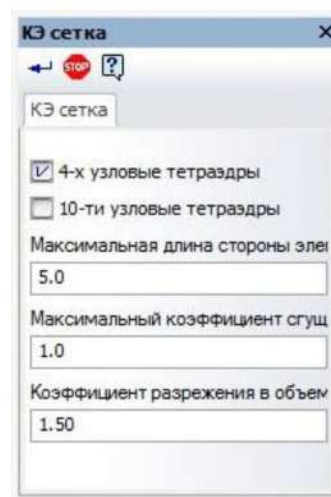 КЭ сетка
STOP
КЭ сетка
4-х узловые тетраэдры
10-ти узловые тетраэдры
Максимальная длина стороны эле
5.0
Максимальный коэффициент сгущ
1.0
Коэффициент разрежения в объем
1.50